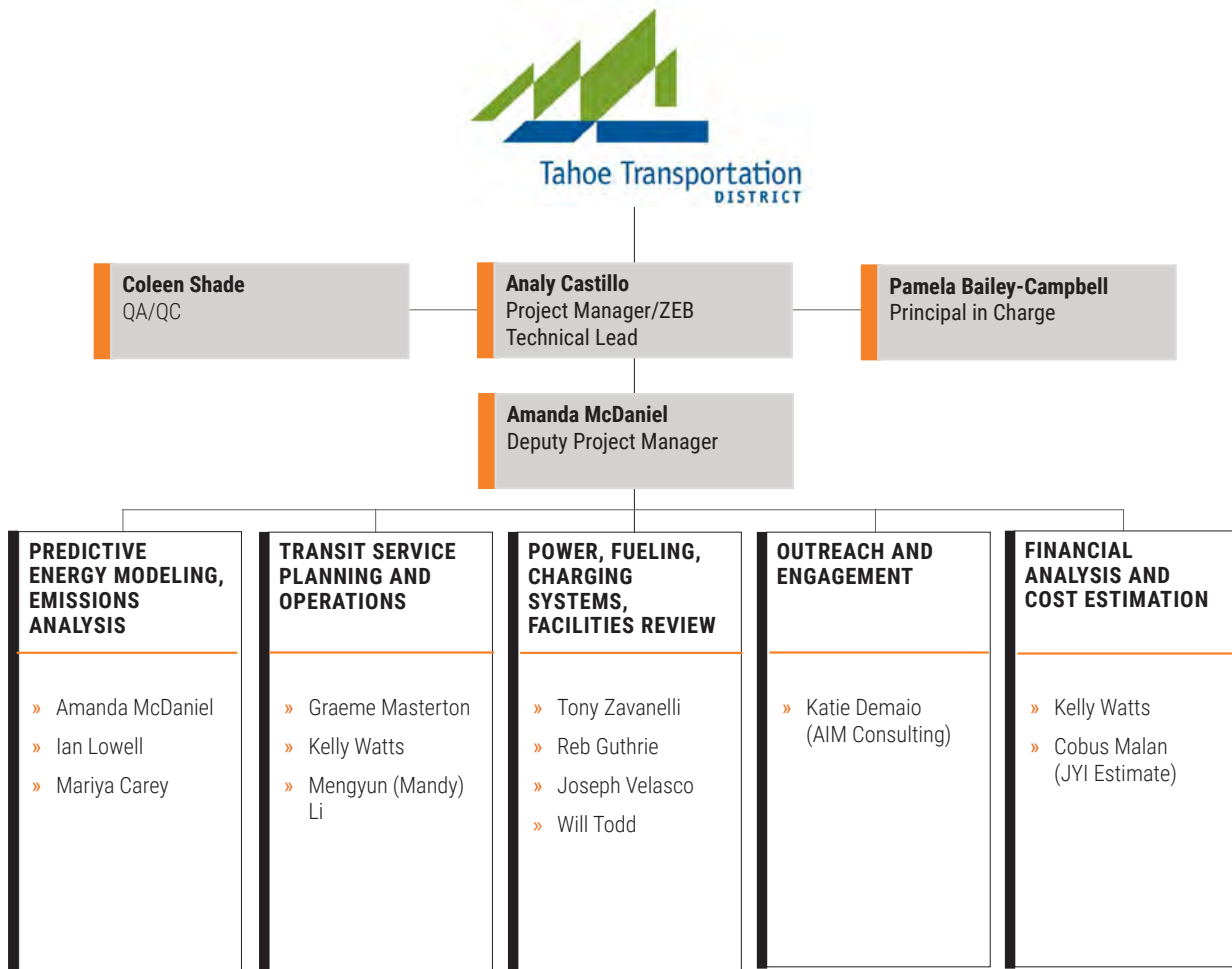 Tahoe Transportation
DISTRICT
Coleen Shade
QA/QC
Analy Castillo
Project Manager/ZEB
Technical Lead
Pamela Bailey-Campbell
Principal in Charge
Amanda McDaniel
Deputy Project Manager
PREDICTIVE
ENERGY MODELING,
EMISSIONS
ANALYSIS
» Amanda McDaniel
» Ian Lowell
» Mariya Carey
TRANSIT SERVICE
PLANNING AND
OPERATIONS
» Graeme Masterton
» Kelly Watts
» Mengyun (Mandy)
Li
POWER, FUELING,
CHARGING
SYSTEMS,
FACILITIES REVIEW
» Tony Zavanelli
» Reb Guthrie
» Joseph Velasco
» Will Todd
OUTREACH AND
ENGAGEMENT
» Katie Demaio
(AIM Consulting)
FINANCIAL
ANALYSIS AND
COST ESTIMATION
» Kelly Watts
» Cobus Malan
(JYI Estimate)